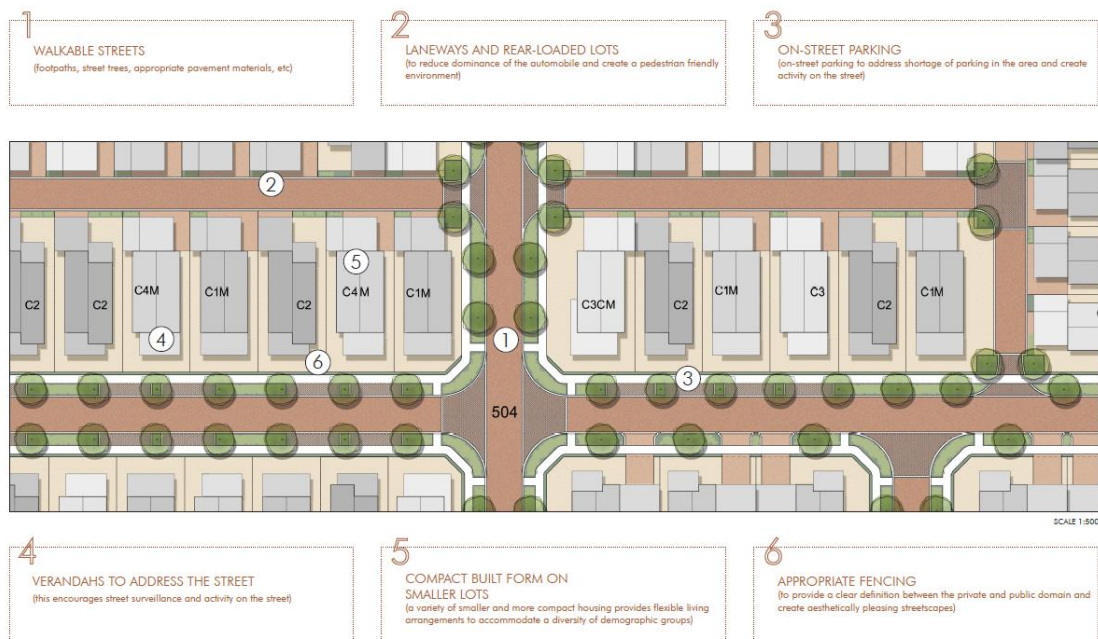 1
WALKABLE STREETS
(footpaths, street trees, appropriate pavement materials, etc)
2
LANEWAYS AND REAR-LOADED LOTS
(to reduce dominance of the automobile and create a pedestrian friendly
environment)
3
ON-STREET PARKING
(on-street parking to address shortage of parking in the area and create
activity on the street)
2
5
C2
C2
C4M
C1M
C2
C4M
C1M
C3CM
C2
C1M
C3
C2
C1M
4
1
6
3
504
SCALE 1:500
4
VERANDAHS TO ADDRESS THE STREET
(this encourages street surveillance and activity on the street)
5
COMPACT BUILT FORM ON
SMALLER LOTS
(a variety of smaller and more compact housing provides flexible living
arrangements to accommodate a diversity of demographic groups)
6
APPROPRIATE FENCING
(to provide a clear definition between the private and public domain and
create aesthetically pleasing streetscapes)